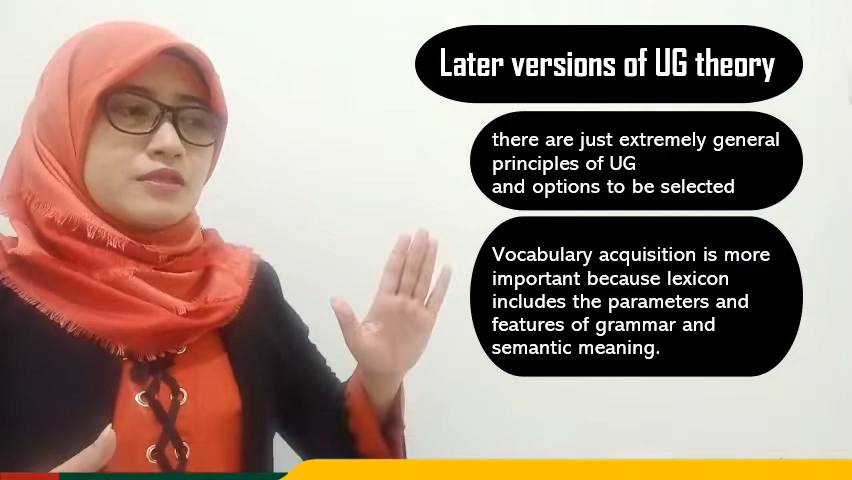 Later versions of UG theory
there are just extremely general
principles of UG
and options to be selected
Vocabulary acquisition is more
important because lexicon
includes the parameters and
features of grammar and
semantic meaning.